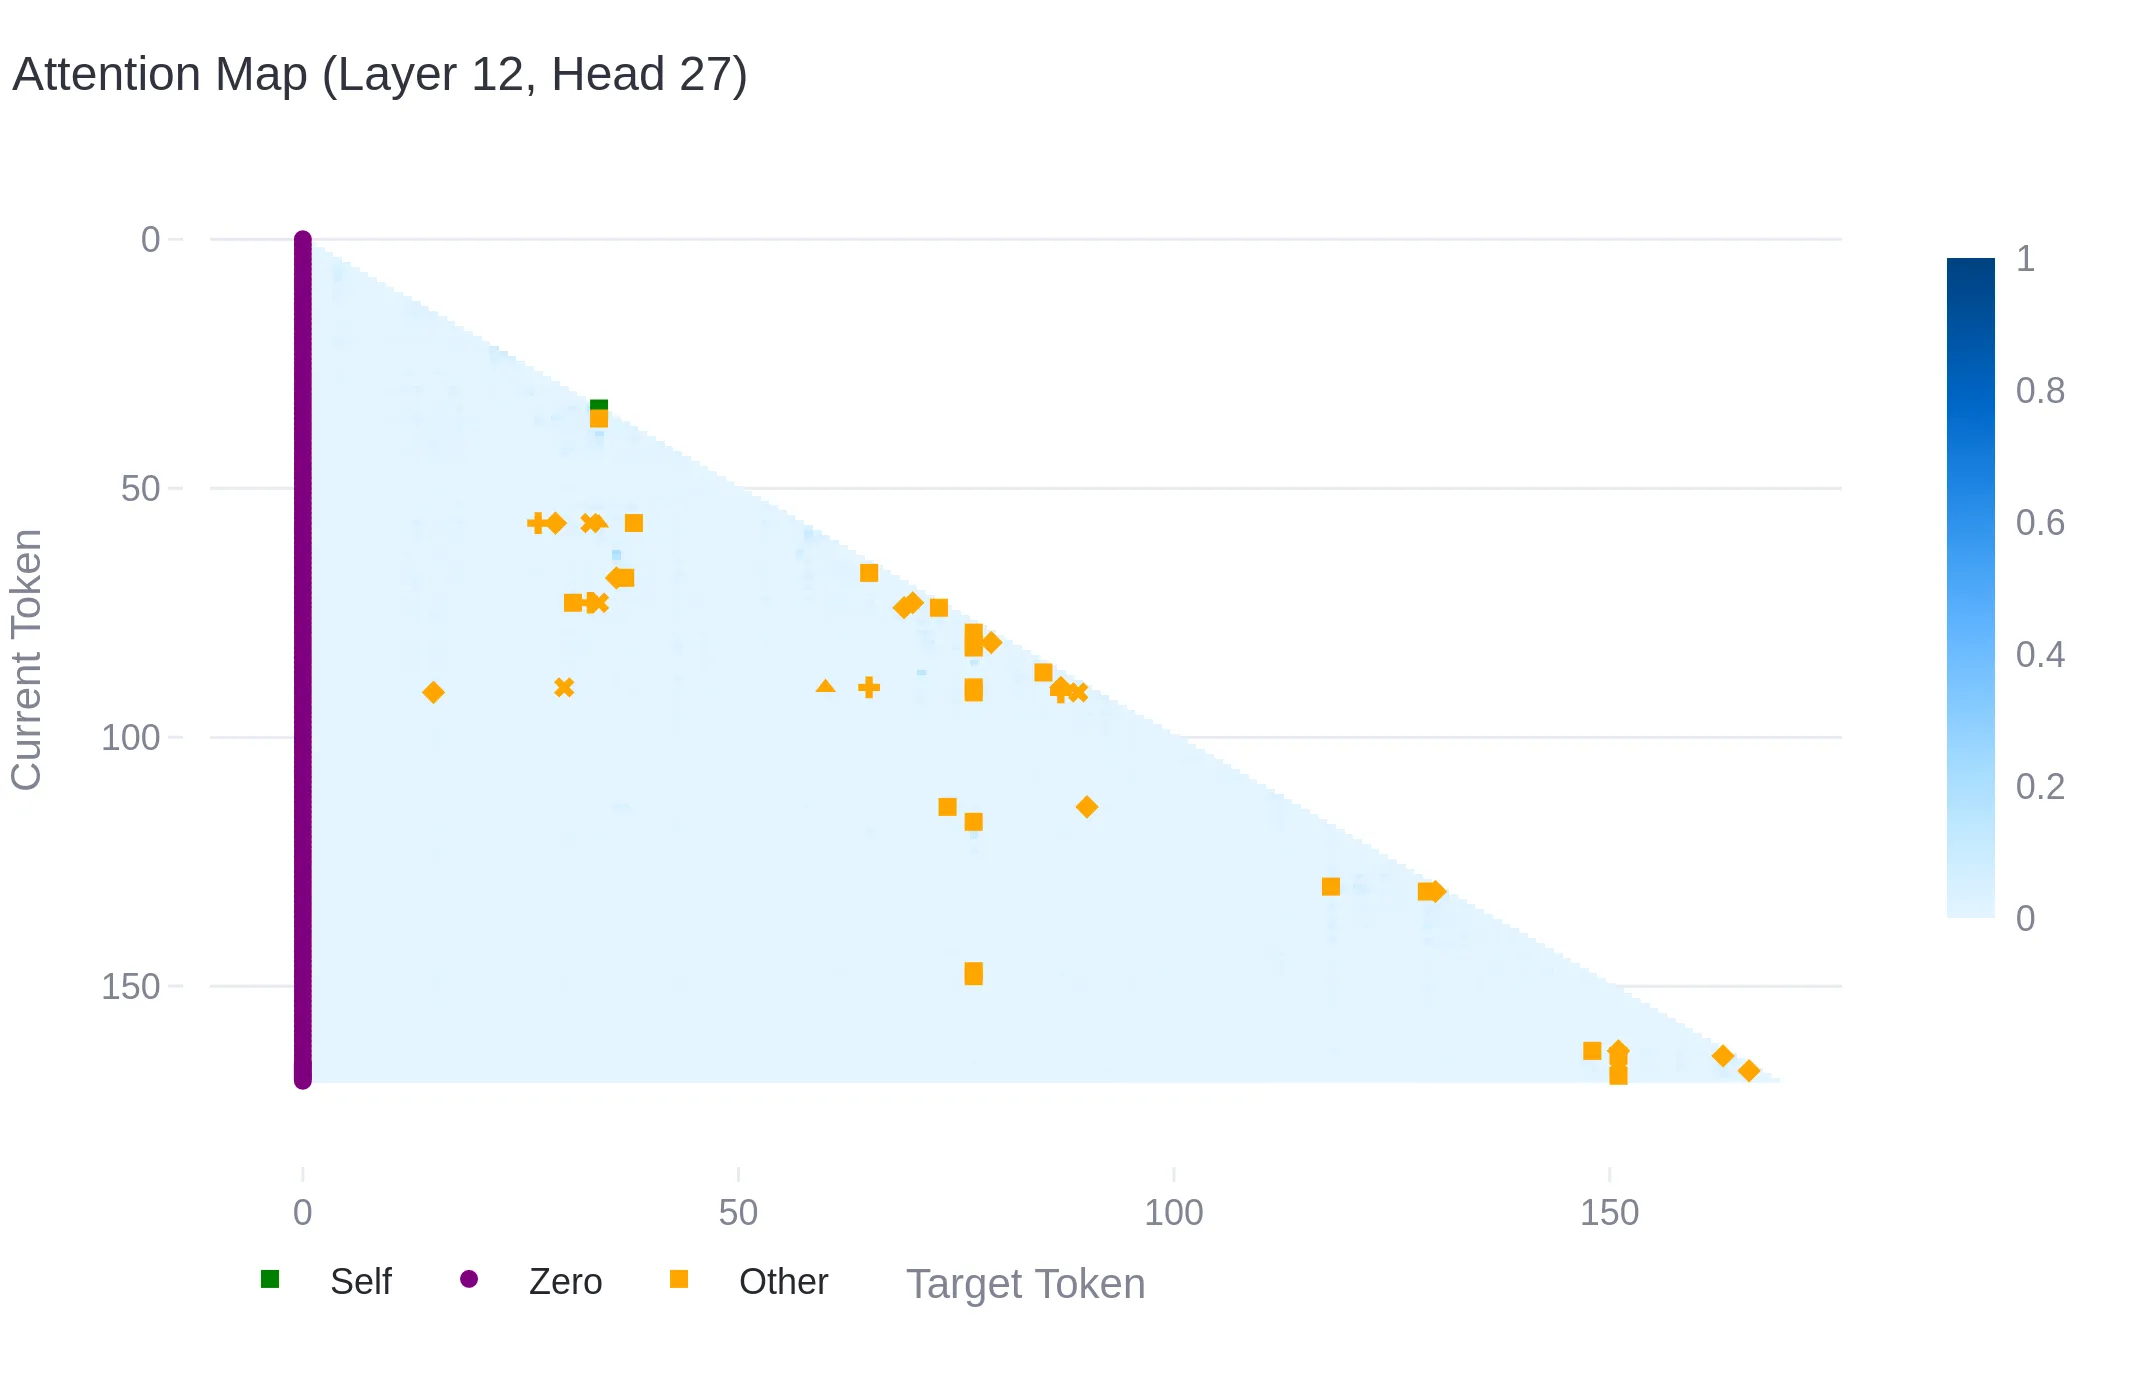 Attention Map (Layer 12, Head 27)
0
50
100
150
Current Token
1
0.8
0.6
0.4
0.2
0
0 50 100 150
Self Zero Other Target Token